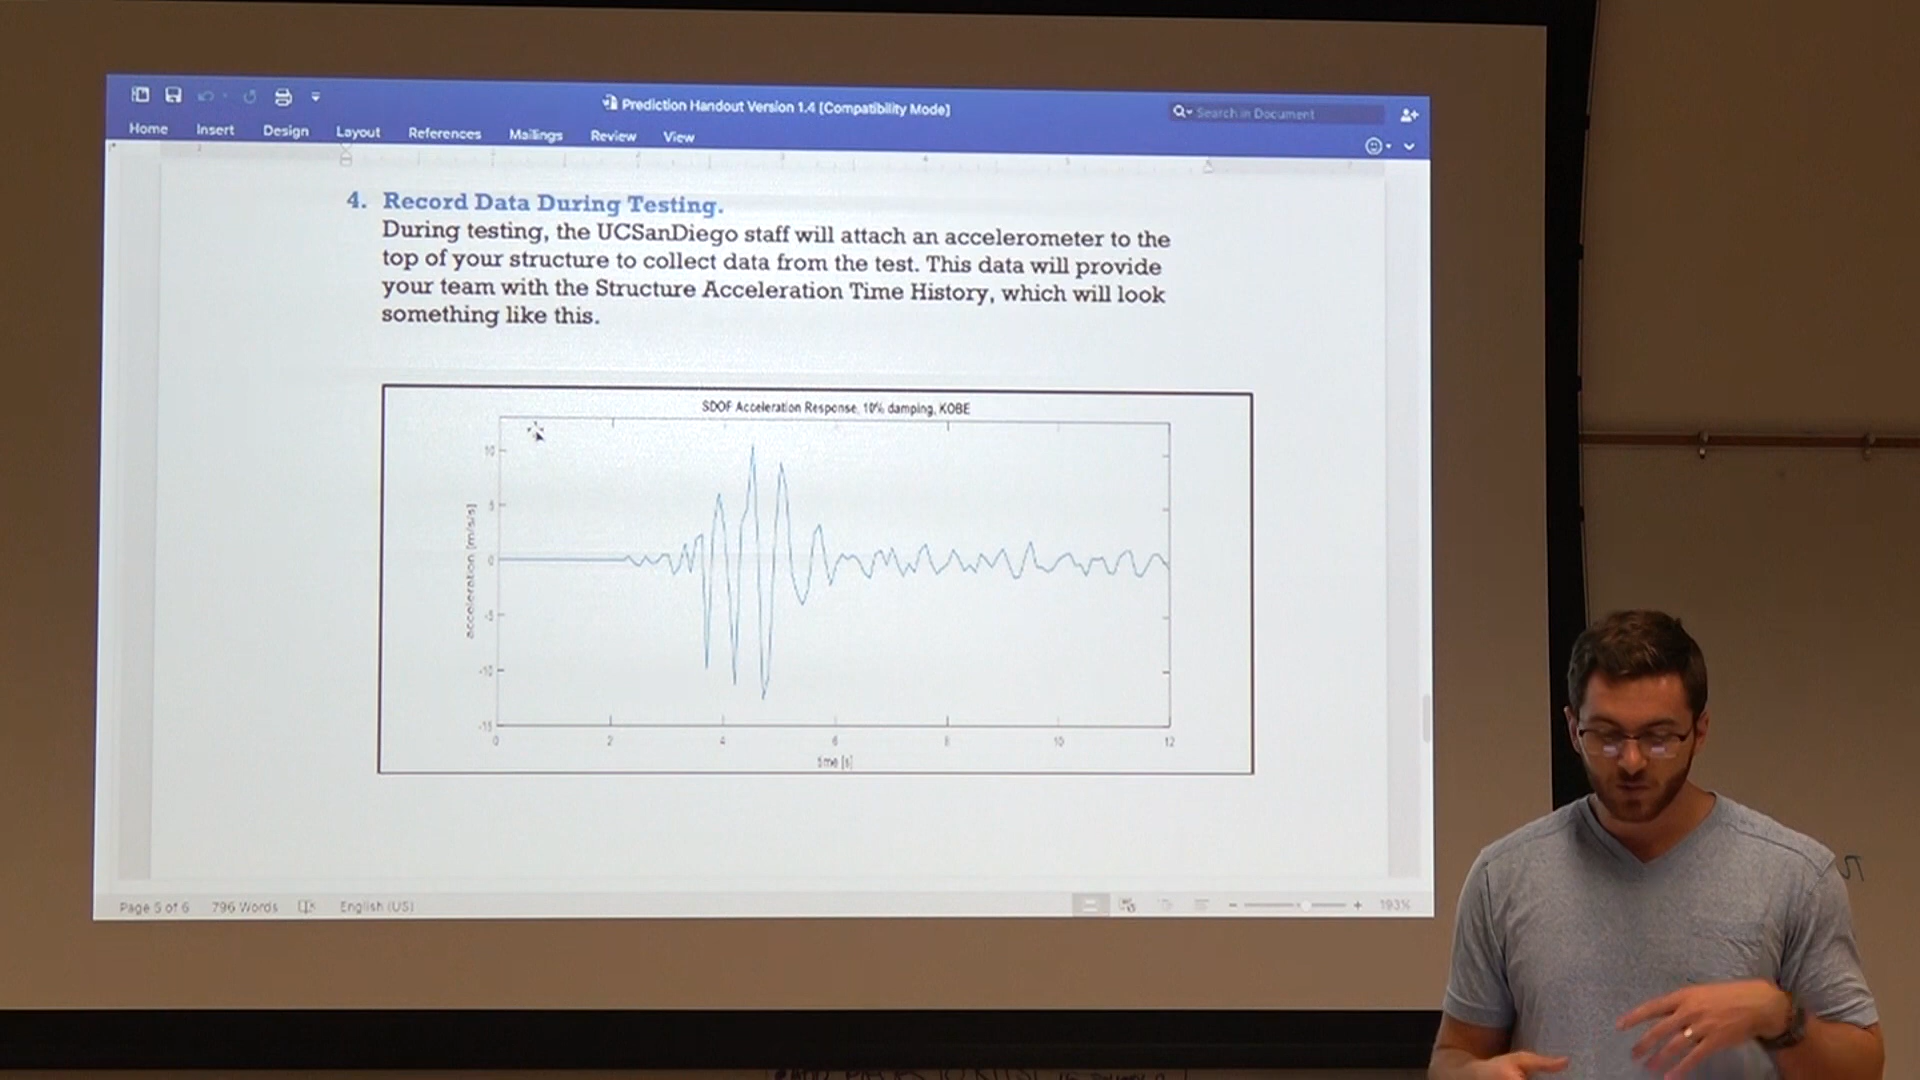 Prediction Handout Version 1.4 [Compatibility Mode]
Search in Document
Home Insert Design Layout References Mailings Review View
4. Record Data During Testing.
During testing, the UCSanDiego staff will attach an accelerometer to the
top of your structure to collect data from the test. This data will provide
your team with the Structure Acceleration Time History, which will look
something like this.
SDOF Acceleration Response, 10% damping, KOBE
10
5
0
-5
-10
-15
acceleration [m/s/s]
0 2 4 6 8 10 12
time [s]
Page 5 of 6 796 Words English (US) 193%